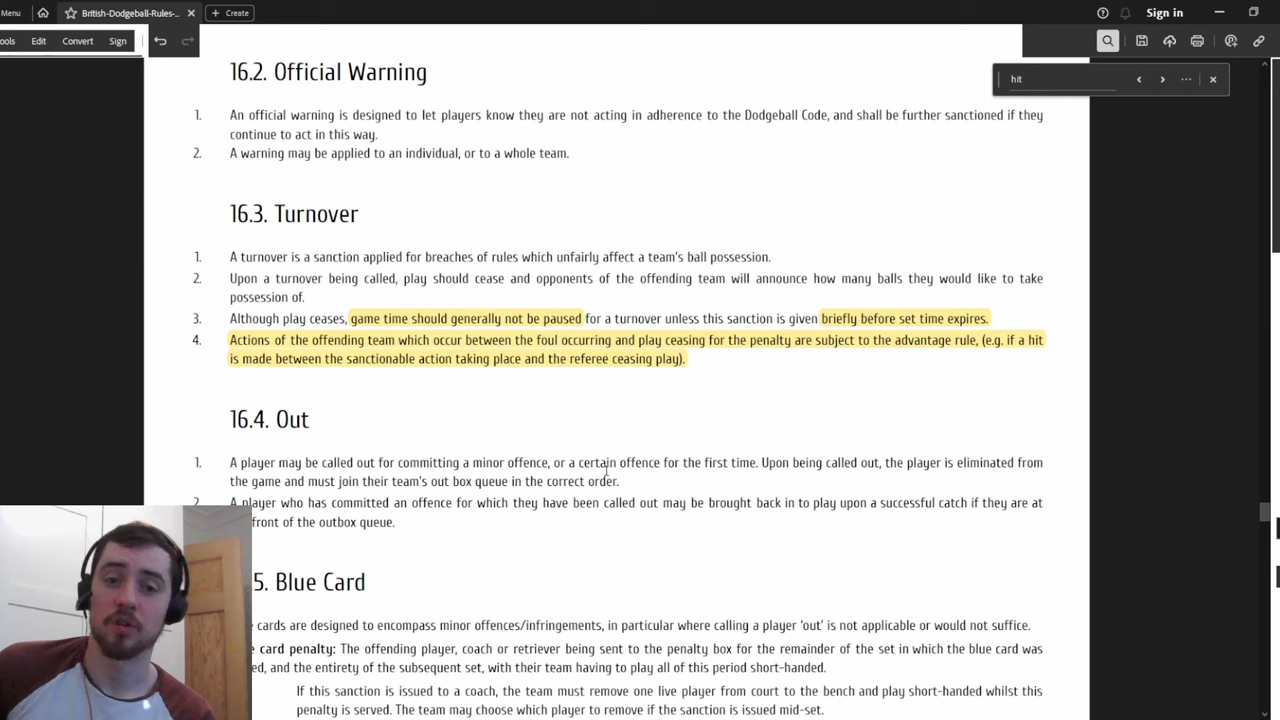 Menu
British-Dodgeball-Rules-...
Create
Sign in
ools Edit Convert Sign
hit
16.2. Official Warning
1. An official warning is designed to let players know they are not acting in adherence to the Dodgeball Code, and shall be further sanctioned if they
continue to act in this way.
2. A warning may be applied to an individual, or to a whole team.
16.3. Turnover
1. A turnover is a sanction applied for breaches of rules which unfairly affect a team's ball possession.
2. Upon a turnover being called, play should cease and opponents of the offending team will announce how many balls they would like to take
possession of.
3. Although play ceases, game time should generally not be paused for a turnover unless this sanction is given briefly before set time expires.
4. Actions of the offending team which occur between the foul occurring and play ceasing for the penalty are subject to the advantage rule, (e.g. if a hit
is made between the sanctionable action taking place and the referee ceasing play).
16.4. Out
1. A player may be called out for committing a minor offence, or a certain offence for the first time. Upon being called out, the player is eliminated from
the game and must join their team's out box queue in the correct order.
2. A player who has committed an offence for which they have been called out may be brought back in to play upon a successful catch if they are at
front of the outbox queue.
5. Blue Card
cards are designed to encompass minor offences/infringements, in particular where calling a player 'out' is not applicable or would not suffice.
card penalty: The offending player, coach or retriever being sent to the penalty box for the remainder of the set in which the blue card was
ed, and the entirety of the subsequent set, with their team having to play all of this period short-handed.
If this sanction is issued to a coach, the team must remove one live player from court to the bench and play short-handed whilst this
penalty is served. The team may choose which player to remove if the sanction is issued mid-set.